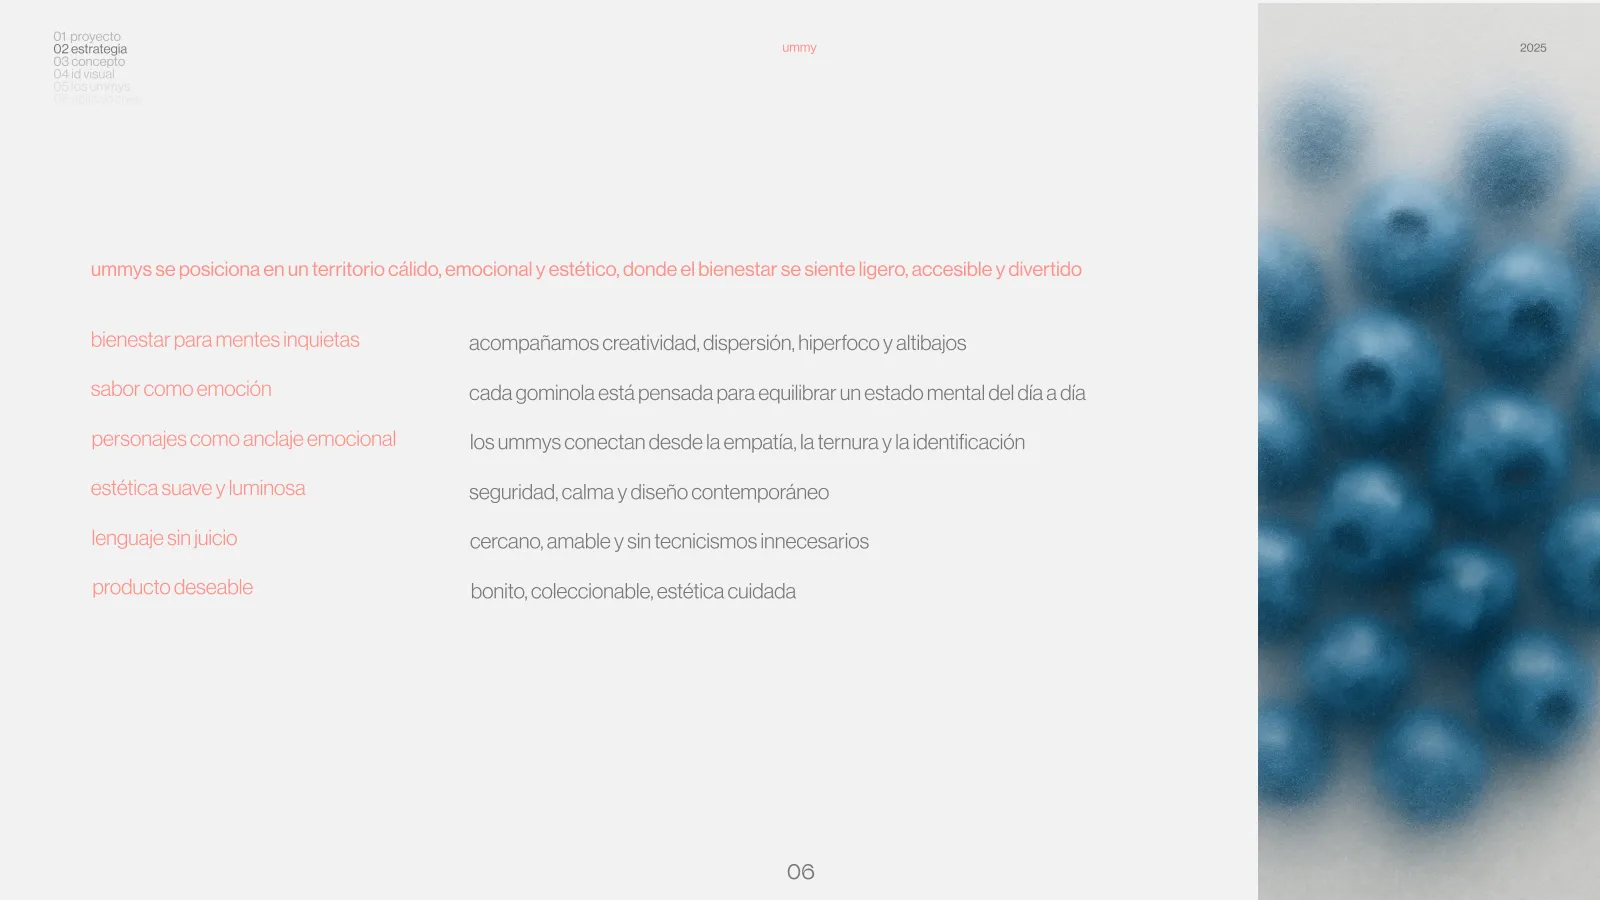 01 proyecto
02 estrategia
03 concepto
04 id visual
05 los ummys
ummy
2025
ummys se posiciona en un territorio cálido, emocional y estético, donde el bienestar se siente ligero, accesible y divertido
bienestar para mentes inquietas
acompañamos creatividad, dispersión, hiperfoco y altibajos
sabor como emoción
cada gominola está pensada para equilibrar un estado mental del día a día
personajes como anclaje emocional
los ummys conectan desde la empatía, la ternura y la identificación
estética suave y luminosa
seguridad, calma y diseño contemporáneo
lenguaje sin juicio
cercano, amable y sin tecnicismos innecesarios
producto deseable
bonito, coleccionable, estética cuidada
06